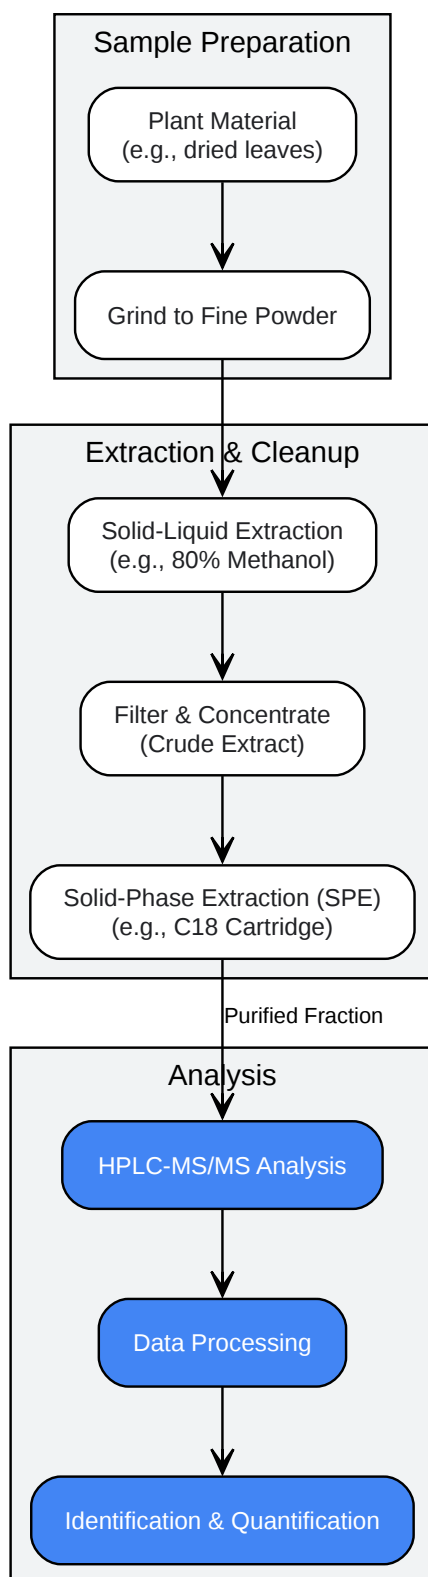 Sample Preparation
Plant Material
(e.g., dried leaves)
Grind to Fine Powder
Extraction & Cleanup
Solid-Liquid Extraction
(e.g., 80% Methanol)
Filter & Concentrate
(Crude Extract)
Solid-Phase Extraction (SPE)
(e.g., C18 Cartridge)
Purified Fraction
Analysis
HPLC-MS/MS Analysis
Data Processing
Identification & Quantification